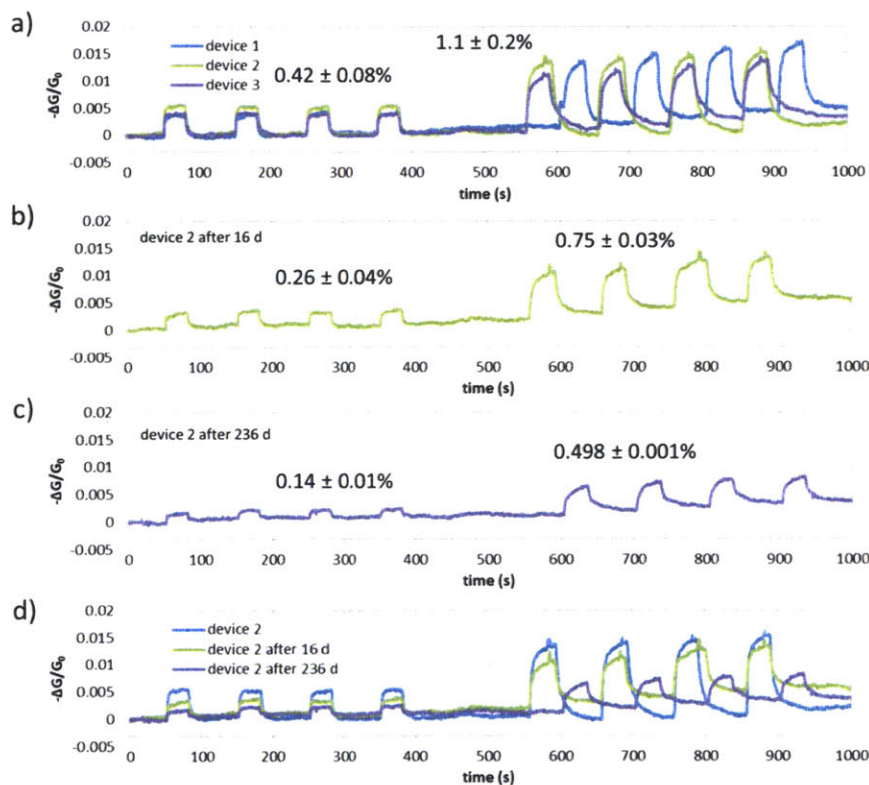 a)
device 1
device 2
device 3
0.42 ± 0.08%
1.1 ± 0.2%
-ΔG/G₀
0.02
0.015
0.01
0.005
0
-0.005
0 100 200 300 400 500 600 700 800 900 1000
time (s)
b)
device 2 after 16 d
0.26 ± 0.04%
0.75 ± 0.03%
-ΔG/G₀
0.02
0.015
0.01
0.005
0
-0.005
0 100 200 300 400 500 600 700 800 900 1000
time (s)
c)
device 2 after 236 d
0.14 ± 0.01%
0.498 ± 0.001%
-ΔG/G₀
0.02
0.015
0.01
0.005
0
-0.005
0 100 200 300 400 500 600 700 800 900 1000
time (s)
d)
device 2
device 2 after 16 d
device 2 after 236 d
-ΔG/G₀
0.02
0.015
0.01
0.005
0
-0.005
0 100 200 300 400 500 600 700 800 900 1000
time (s)